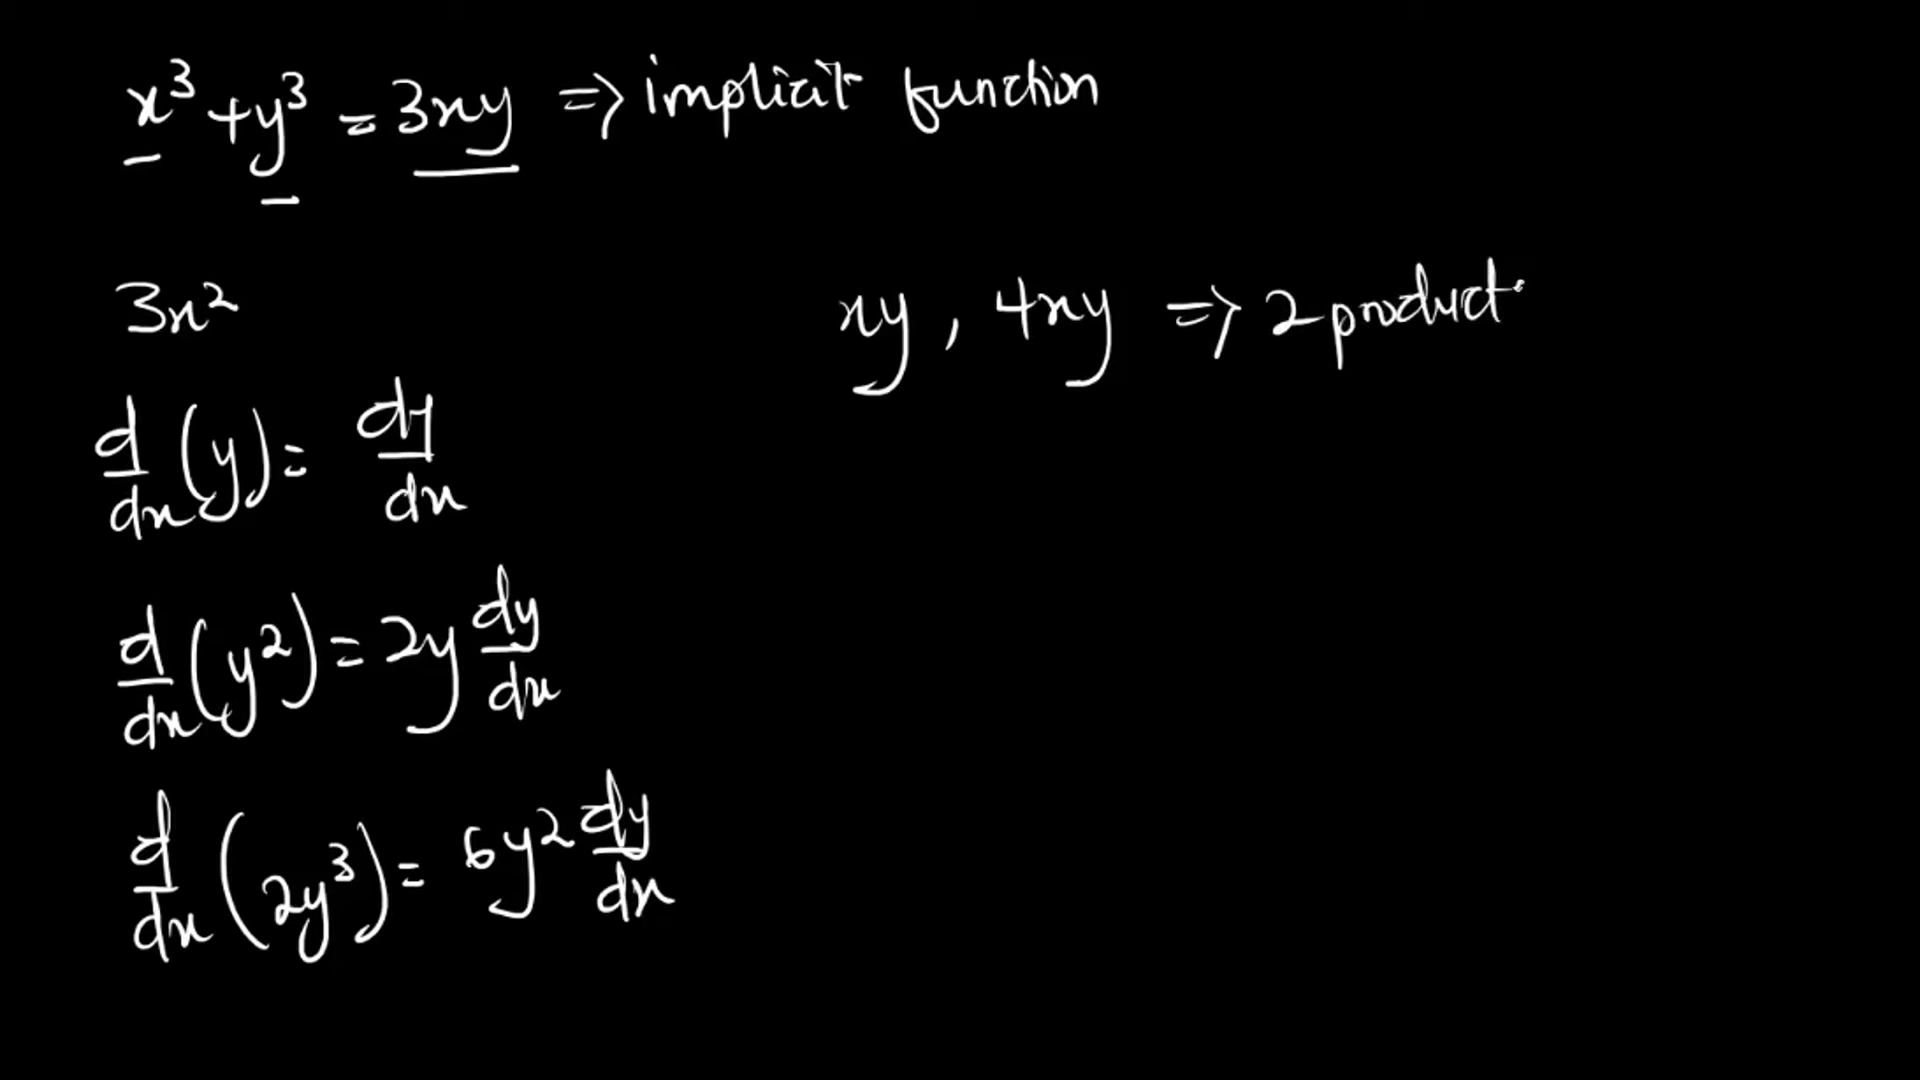 x³ + y³ = 3xy => implicit function
3x²
xy , 4xy => 2 product
d/dx (y) = dy/dx
d/dx (y²) = 2y dy/dx
d/dx (2y³) = 6y² dy/dx